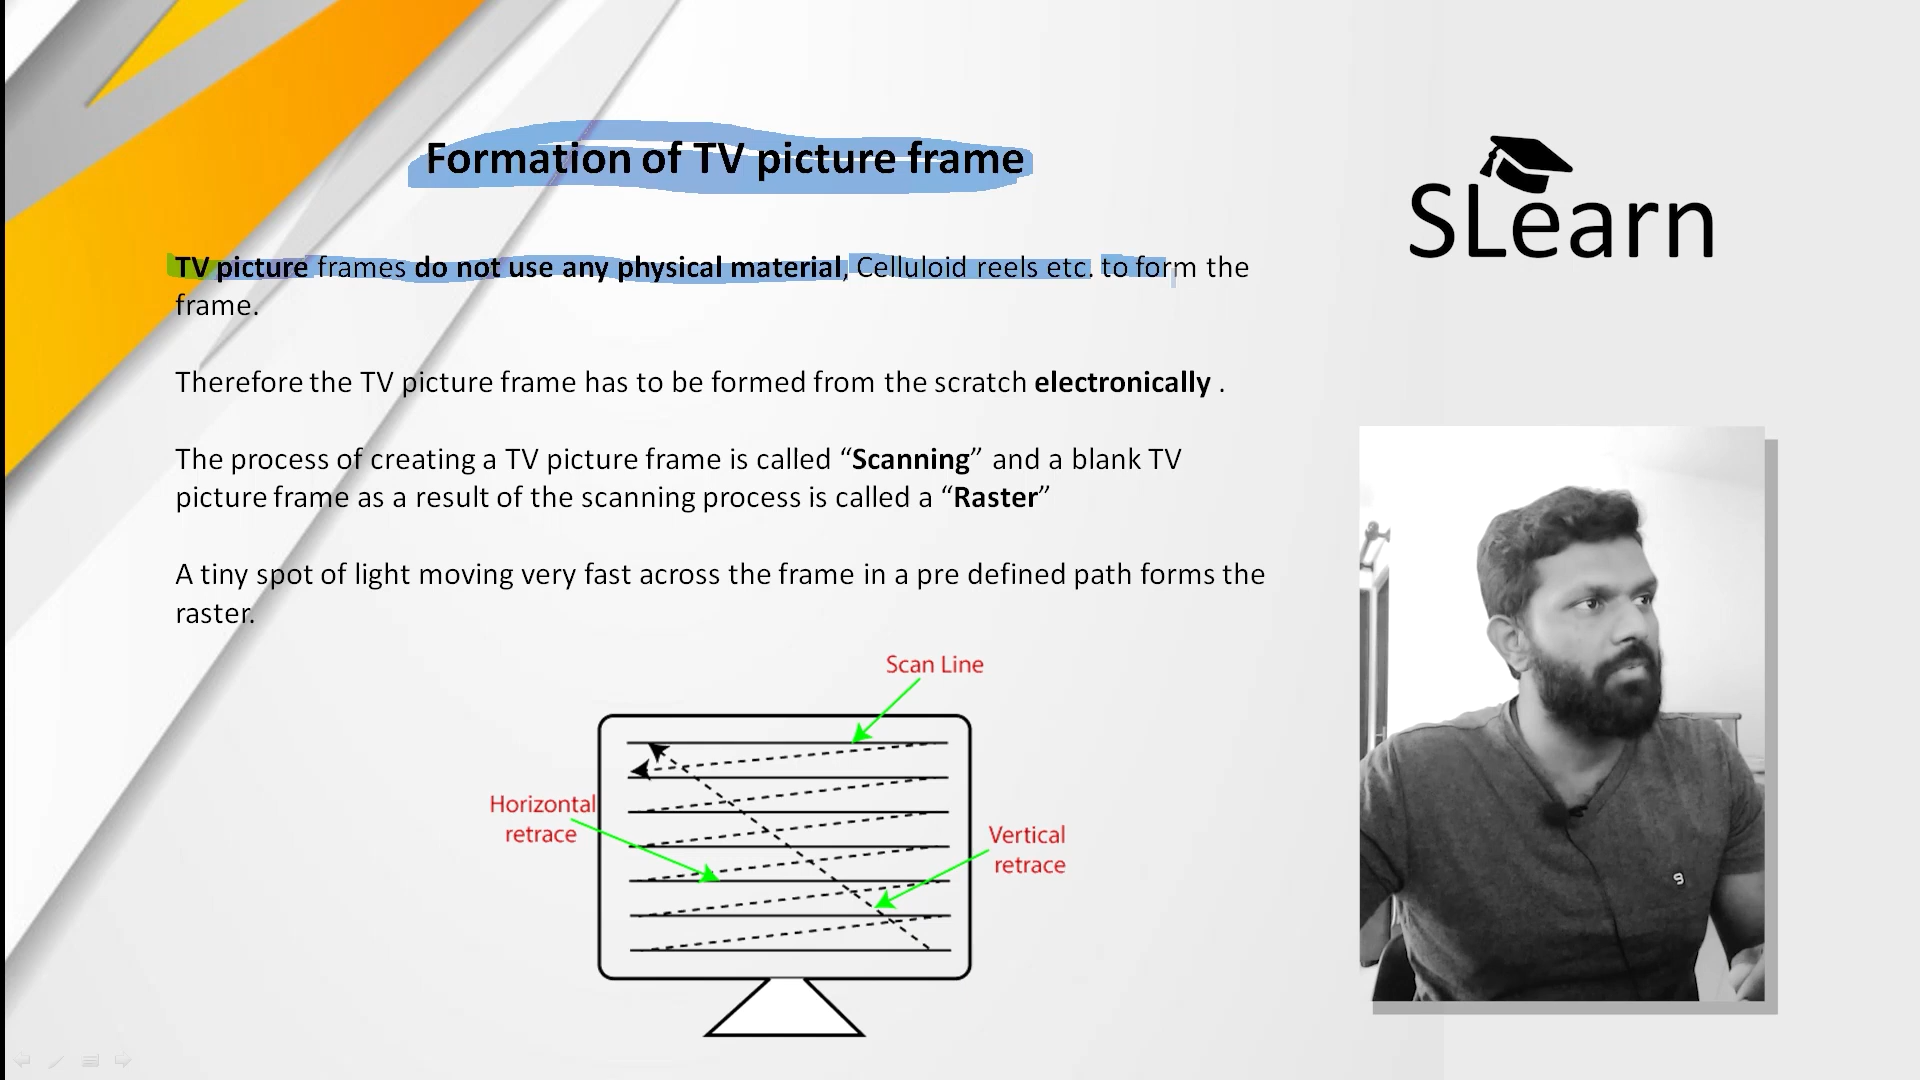 Formation of TV picture frame
SLearn
TV picture frames do not use any physical material, Celluloid reels etc. to form the
frame.
Therefore the TV picture frame has to be formed from the scratch electronically .
The process of creating a TV picture frame is called “Scanning” and a blank TV
picture frame as a result of the scanning process is called a “Raster”
A tiny spot of light moving very fast across the frame in a pre defined path forms the
raster.
Scan Line
Horizontal
retrace
Vertical
retrace